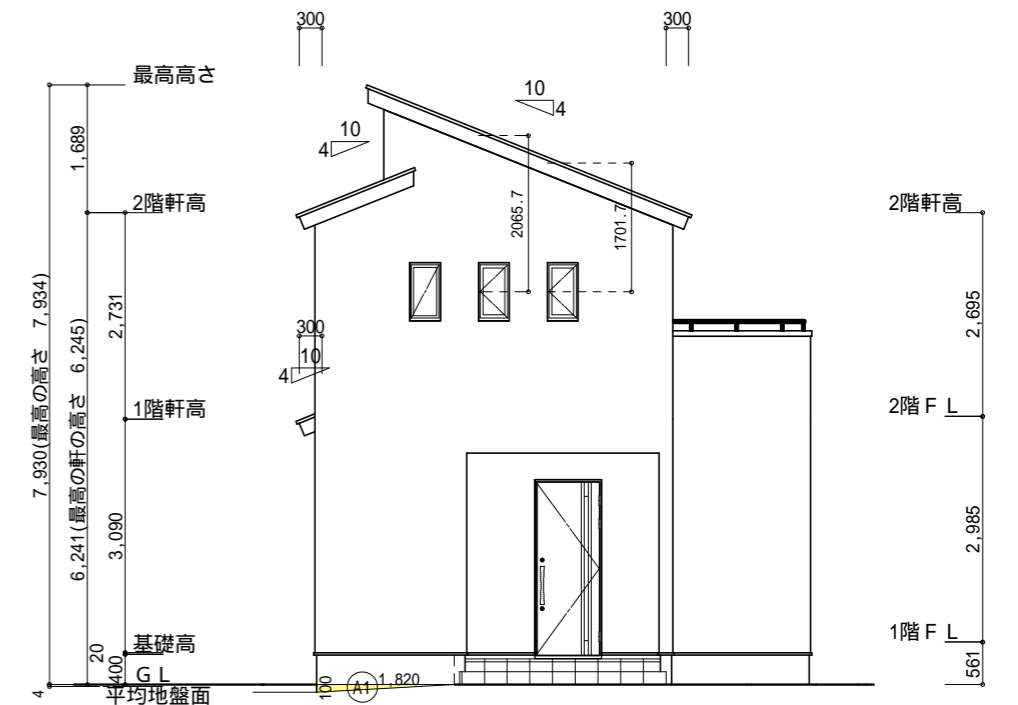 300
300
最高高さ
10
4
10
4
1,689
2階軒高
2階軒高
2065.7
1701.7
7,930(最高の高さ 7,934)
6,241(最高の軒の高さ 6,245)
2,731
2,695
300
10
4
1階軒高
2階ＦＬ
3,090
2,985
基礎高
1階ＦＬ
20
400
561
ＧＬ
4
平均地盤面
100
A1
1,820